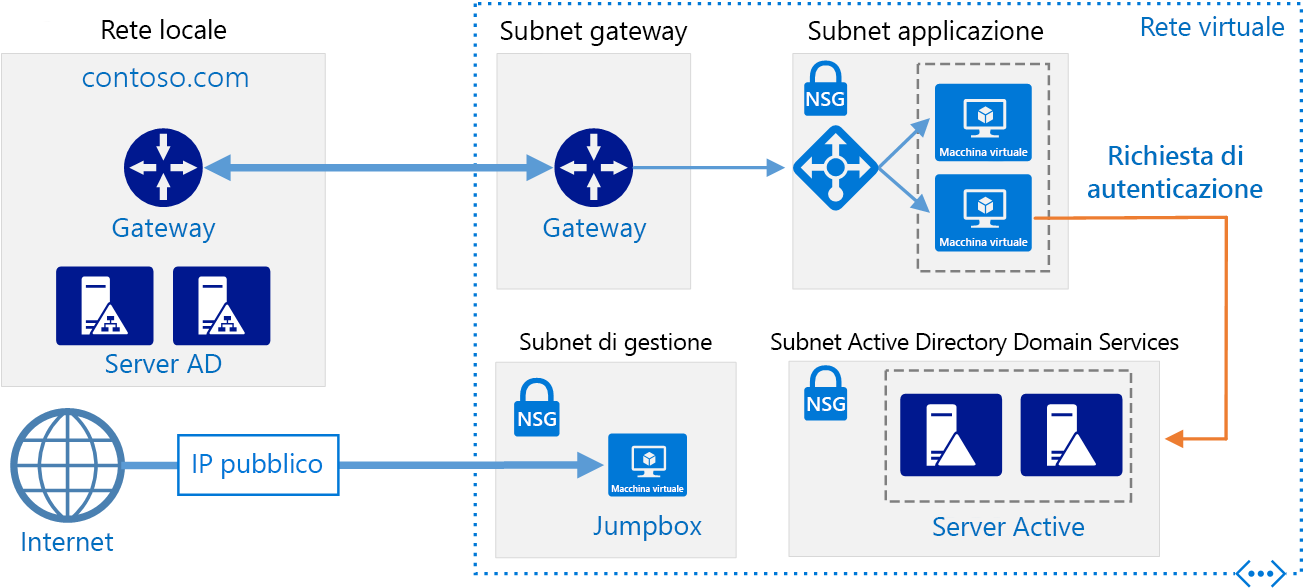 Rete locale
contoso.com
Gateway
Server AD
Internet
IP pubblico
Rete virtuale
Subnet gateway
Gateway
Subnet applicazione
NSG
Macchina virtuale
Macchina virtuale
Richiesta di
autenticazione
Subnet di gestione
NSG
Macchina virtuale
Jumpbox
Subnet Active Directory Domain Services
NSG
Server Active